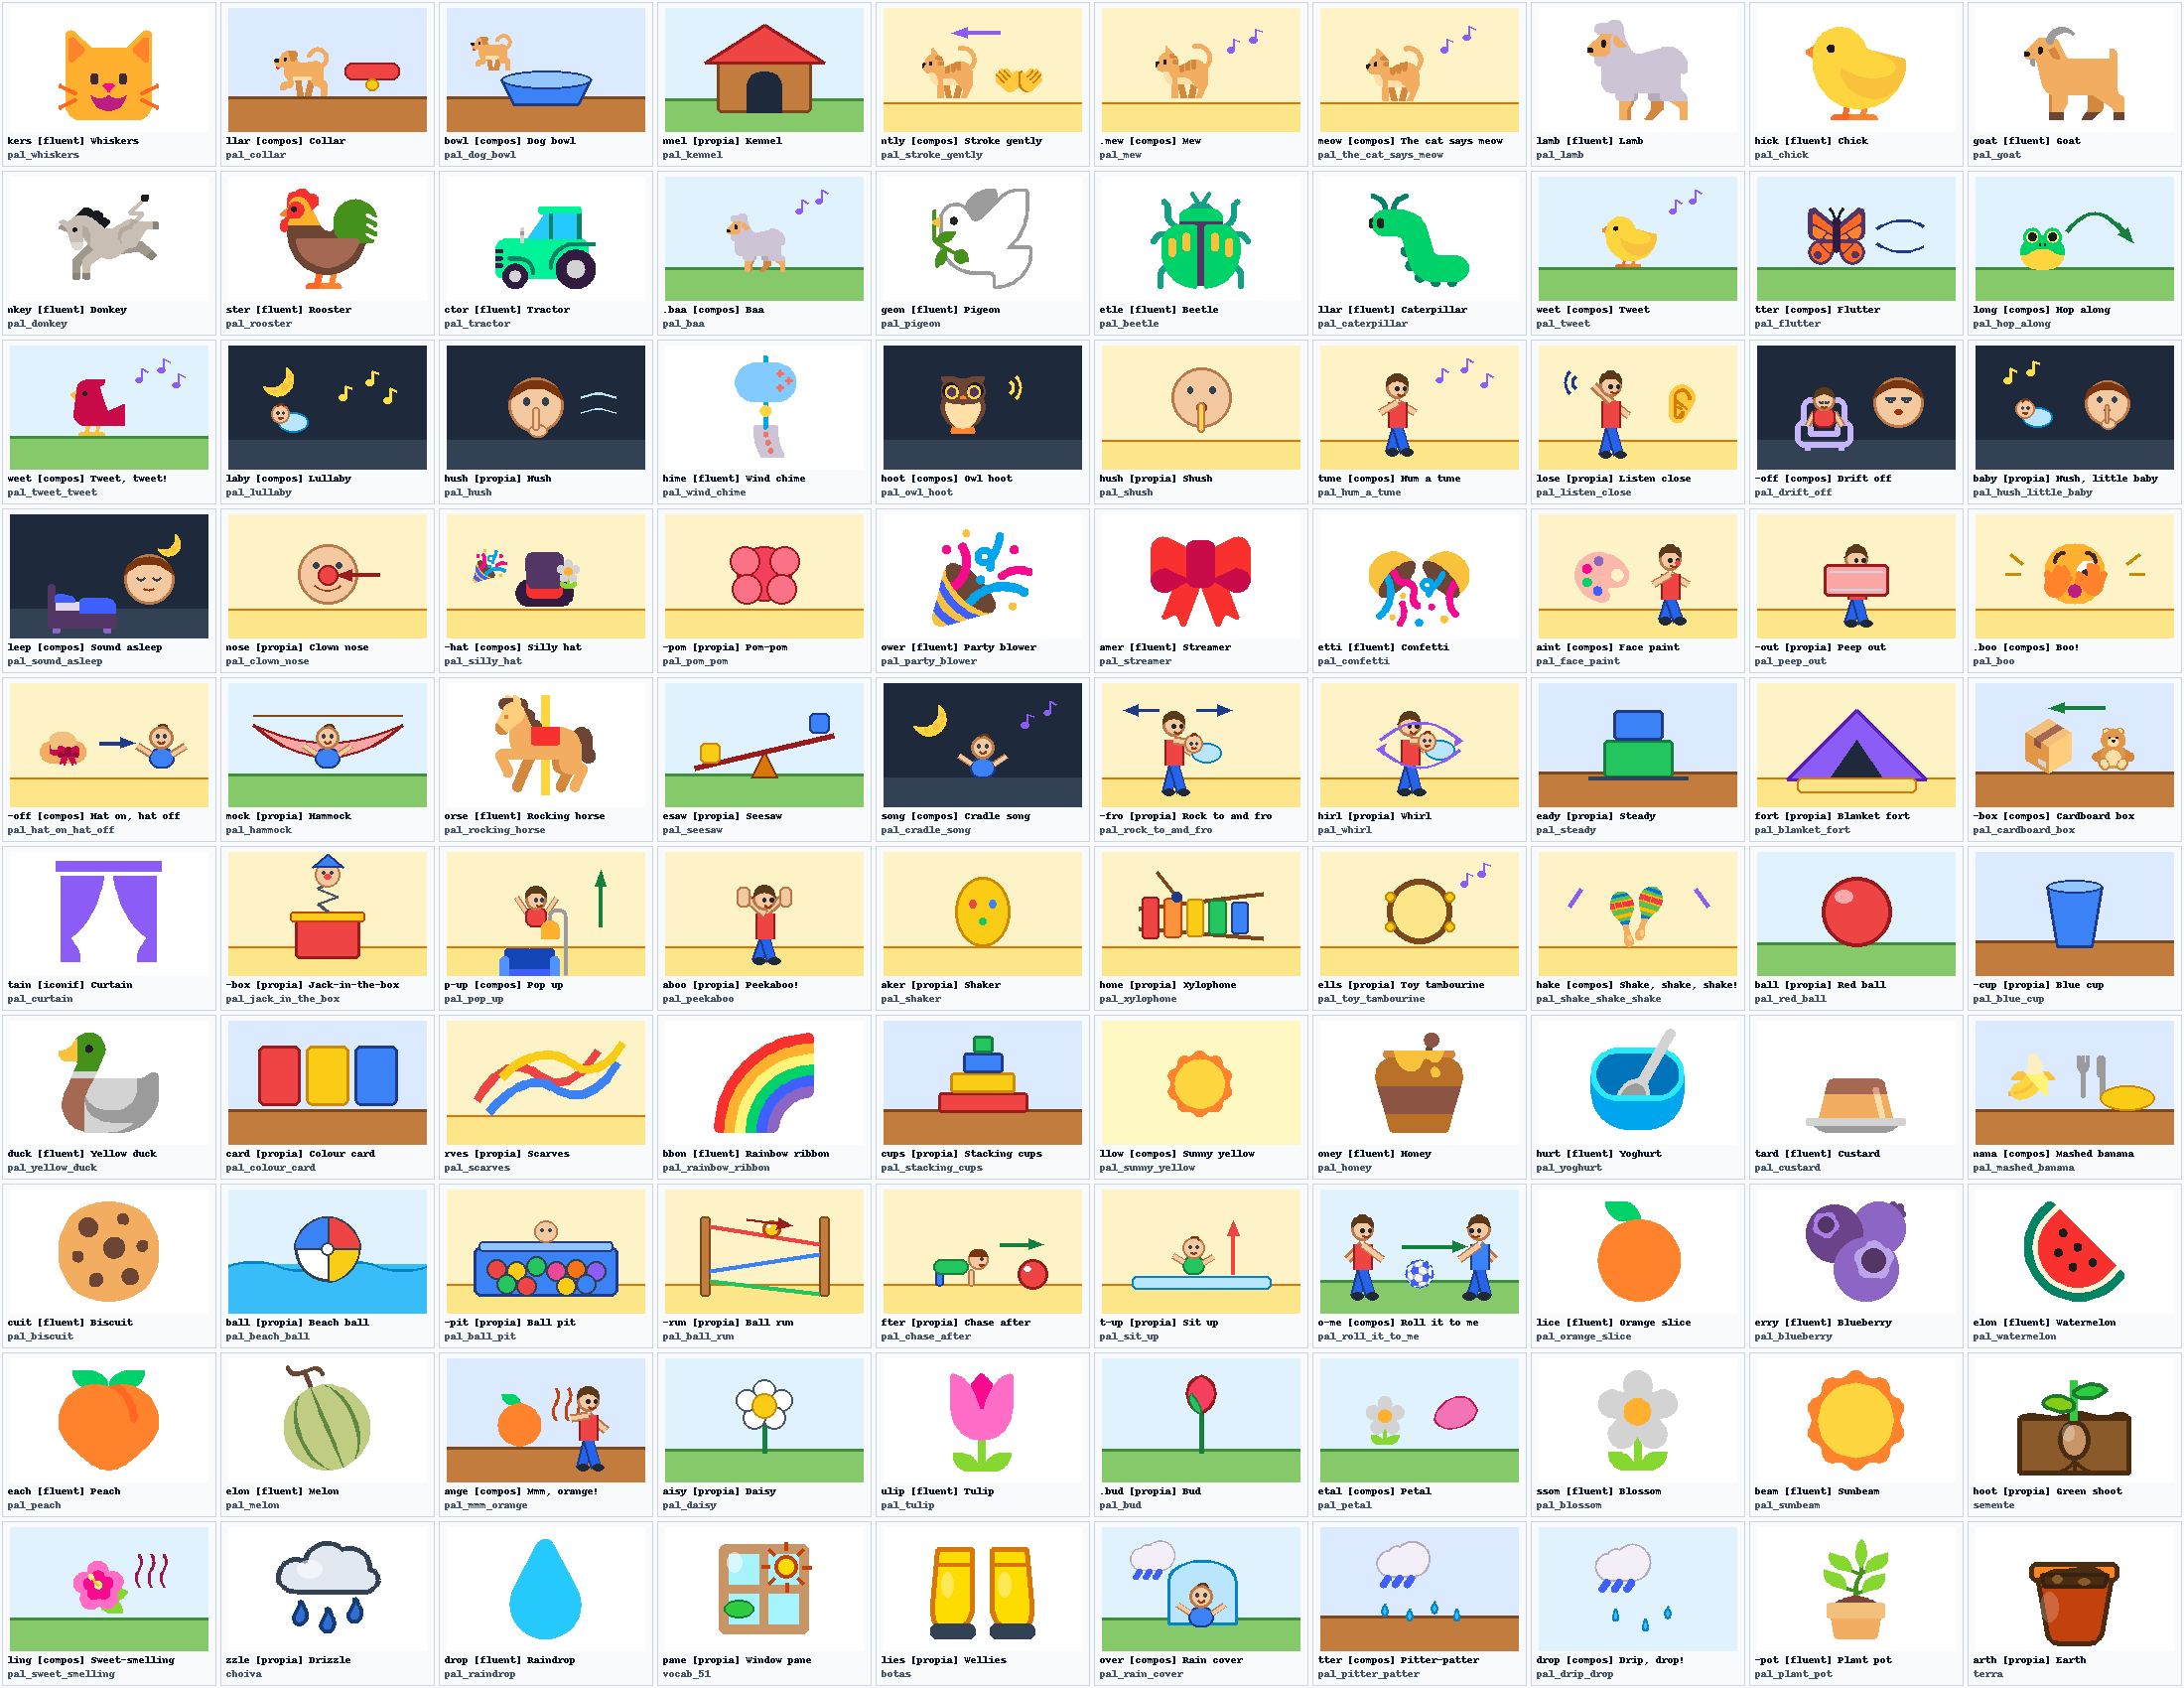 kers [fluent] Whiskers
pal_whiskers
llar [compos] Collar
pal_collar
bowl [compos] Dog bowl
pal_dog_bowl
nnel [propia] Kennel
pal_kennel
ntly [compos] Stroke gently
pal_stroke_gently
.mew [compos] Mew
pal_mew
meow [compos] The cat says meow
pal_the_cat_says_meow
lamb [fluent] Lamb
pal_lamb
hick [fluent] Chick
pal_chick
goat [fluent] Goat
pal_goat
nkey [fluent] Donkey
pal_donkey
ster [fluent] Rooster
pal_rooster
ctor [fluent] Tractor
pal_tractor
.baa [compos] Baa
pal_baa
geon [fluent] Pigeon
pal_pigeon
etle [fluent] Beetle
pal_beetle
llar [fluent] Caterpillar
pal_caterpillar
weet [compos] Tweet
pal_tweet
tter [compos] Flutter
pal_flutter
long [compos] Hop along
pal_hop_along
weet [compos] Tweet, tweet!
pal_tweet_tweet
laby [compos] Lullaby
pal_lullaby
hush [propia] Hush
pal_hush
hime [fluent] Wind chime
pal_wind_chime
hoot [compos] Owl hoot
pal_owl_hoot
hush [propia] Shush
pal_shush
tune [compos] Hum a tune
pal_hum_a_tune
lose [propia] Listen close
pal_listen_close
-off [compos] Drift off
pal_drift_off
baby [propia] Hush, little baby
pal_hush_little_baby
leep [compos] Sound asleep
pal_sound_asleep
nose [propia] Clown nose
pal_clown_nose
-hat [compos] Silly hat
pal_silly_hat
-pom [propia] Pom-pom
pal_pom_pom
ower [fluent] Party blower
pal_party_blower
amer [fluent] Streamer
pal_streamer
etti [fluent] Confetti
pal_confetti
aint [compos] Face paint
pal_face_paint
-out [propia] Peep out
pal_peep_out
.boo [compos] Boo!
pal_boo
-off [compos] Hat on, hat off
pal_hat_on_hat_off
mock [propia] Hammock
pal_hammock
orse [fluent] Rocking horse
pal_rocking_horse
esaw [propia] Seesaw
pal_seesaw
song [compos] Cradle song
pal_cradle_song
-fro [propia] Rock to and fro
pal_rock_to_and_fro
hirl [propia] Whirl
pal_whirl
eady [propia] Steady
pal_steady
fort [propia] Blanket fort
pal_blanket_fort
-box [compos] Cardboard box
pal_cardboard_box
tain [iconif] Curtain
pal_curtain
-box [propia] Jack-in-the-box
pal_jack_in_the_box
p-up [compos] Pop up
pal_pop_up
aboo [propia] Peekaboo!
pal_peekaboo
aker [propia] Shaker
pal_shaker
hone [propia] Xylophone
pal_xylophone
ells [propia] Toy tambourine
pal_toy_tambourine
hake [compos] Shake, shake, shake!
pal_shake_shake_shake
ball [propia] Red ball
pal_red_ball
-cup [propia] Blue cup
pal_blue_cup
duck [fluent] Yellow duck
pal_yellow_duck
card [propia] Colour card
pal_colour_card
rves [propia] Scarves
pal_scarves
bbon [fluent] Rainbow ribbon
pal_rainbow_ribbon
cups [propia] Stacking cups
pal_stacking_cups
llow [compos] Sunny yellow
pal_sunny_yellow
oney [fluent] Honey
pal_honey
hurt [fluent] Yoghurt
pal_yoghurt
tard [fluent] Custard
pal_custard
nana [compos] Mashed banana
pal_mashed_banana
cuit [fluent] Biscuit
pal_biscuit
ball [propia] Beach ball
pal_beach_ball
-pit [propia] Ball pit
pal_ball_pit
-run [propia] Ball run
pal_ball_run
fter [propia] Chase after
pal_chase_after
t-up [propia] Sit up
pal_sit_up
o-me [compos] Roll it to me
pal_roll_it_to_me
lice [fluent] Orange slice
pal_orange_slice
erry [fluent] Blueberry
pal_blueberry
elon [fluent] Watermelon
pal_watermelon
each [fluent] Peach
pal_peach
elon [fluent] Melon
pal_melon
ange [compos] Mmm, orange!
pal_mmm_orange
aisy [propia] Daisy
pal_daisy
ulip [fluent] Tulip
pal_tulip
.bud [propia] Bud
pal_bud
etal [compos] Petal
pal_petal
ssom [fluent] Blossom
pal_blossom
beam [fluent] Sunbeam
pal_sunbeam
hoot [propia] Green shoot
semente
ling [compos] Sweet-smelling
pal_sweet_smelling
zzle [propia] Drizzle
choiva
drop [fluent] Raindrop
pal_raindrop
pane [propia] Window pane
vocab_51
lies [propia] Wellies
botas
over [compos] Rain cover
pal_rain_cover
tter [compos] Pitter-patter
pal_pitter_patter
drop [compos] Drip, drop!
pal_drip_drop
-pot [fluent] Plant pot
pal_plant_pot
arth [propia] Earth
terra